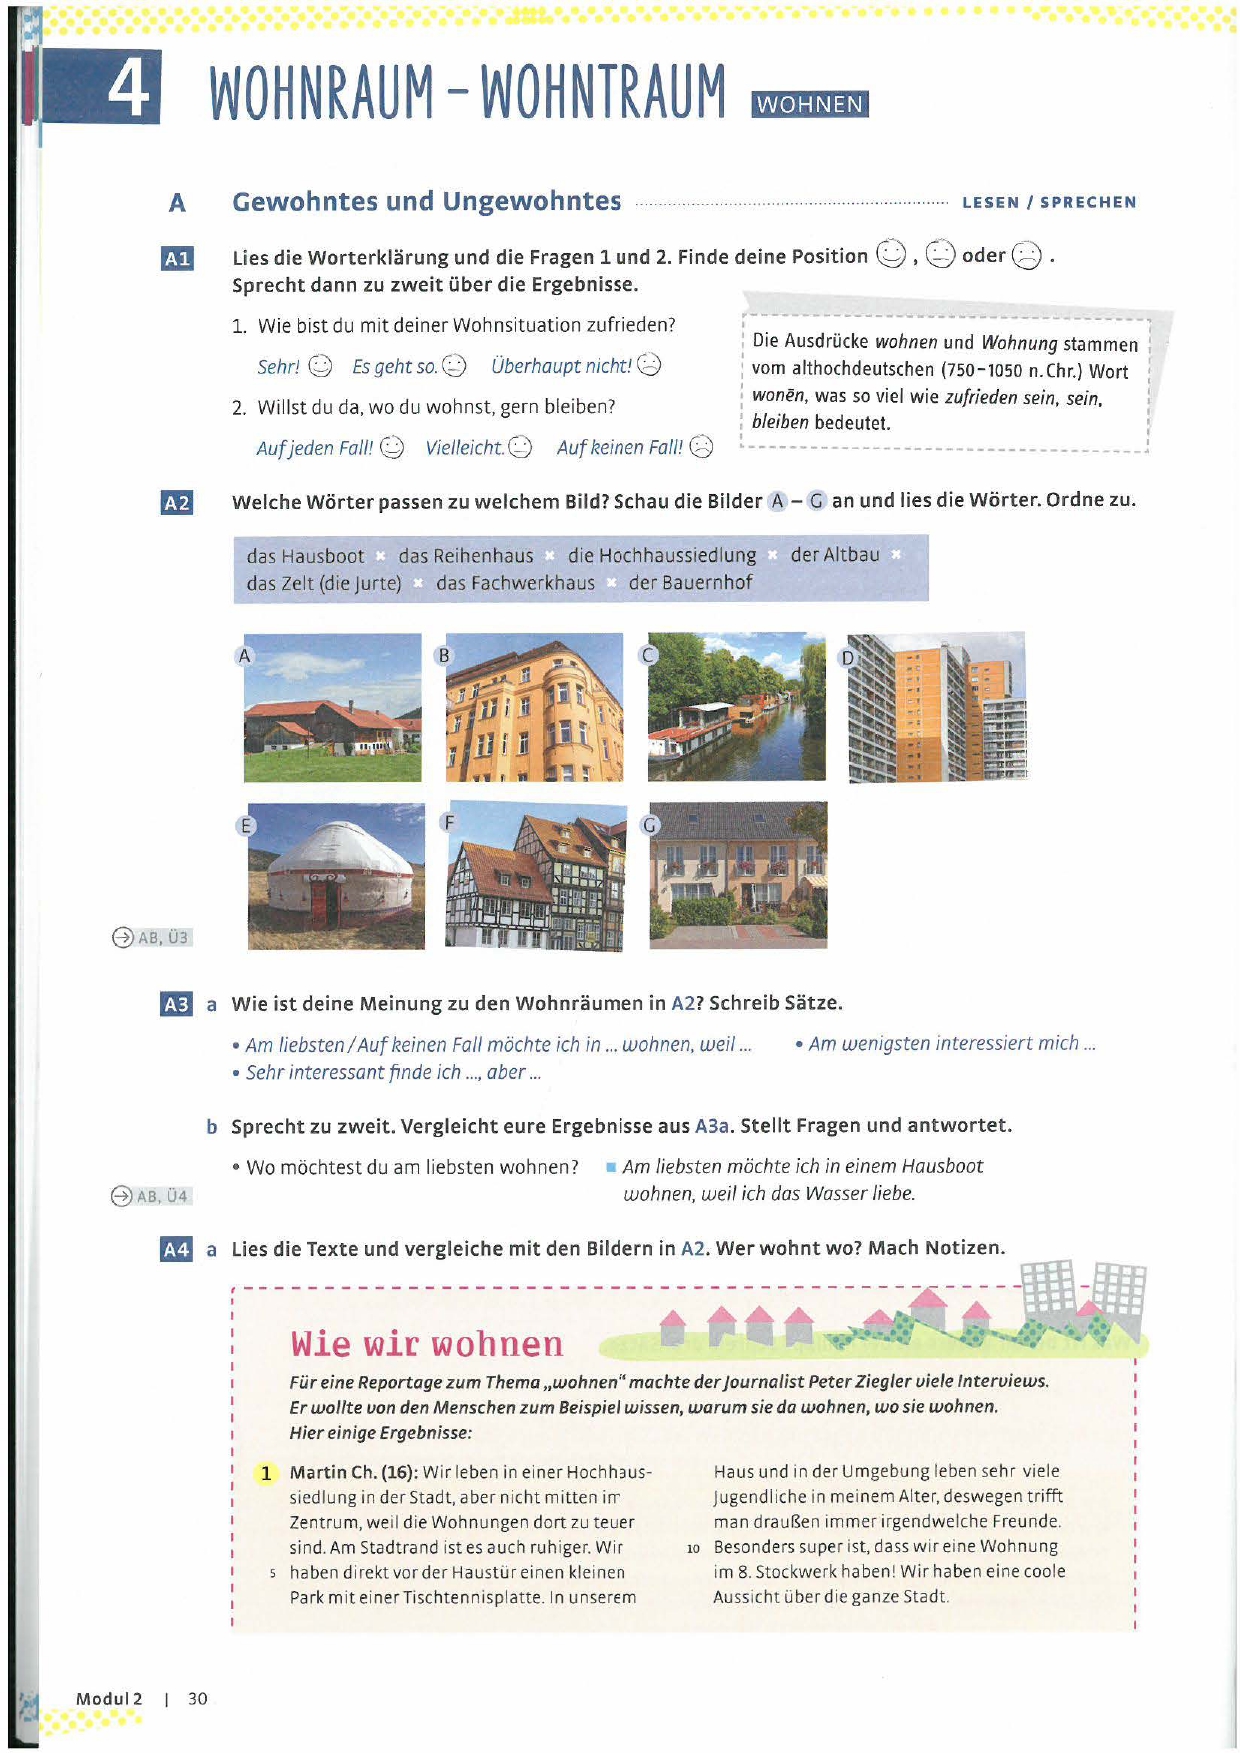 4 WOHNRAUM – WOHNTRAUM WOHNEN
A Gewohntes und Ungewohntes LESEN / SPRECHEN
A1 Lies die Worterklärung und die Fragen 1 und 2. Finde deine Position , oder .
Sprecht dann zu zweit über die Ergebnisse.
1. Wie bist du mit deiner Wohnsituation zufrieden?
Sehr! Es geht so. Überhaupt nicht!
2. Willst du da, wo du wohnst, gern bleiben?
Auf jeden Fall! Vielleicht. Auf keinen Fall!
Die Ausdrücke wohnen und Wohnung stammen
vom althochdeutschen (750–1050 n.Chr.) Wort
wonēn, was so viel wie zufrieden sein, sein,
bleiben bedeutet.
A2 Welche Wörter passen zu welchem Bild? Schau die Bilder A – G an und lies die Wörter. Ordne zu.
das Hausboot × das Reihenhaus × die Hochhaussiedlung × der Altbau ×
das Zelt (die Jurte) × das Fachwerkhaus × der Bauernhof
A B C D
E F G
AB, Ü3
A3 a Wie ist deine Meinung zu den Wohnräumen in A2? Schreib Sätze.
• Am liebsten / Auf keinen Fall möchte ich in ... wohnen, weil ... • Am wenigsten interessiert mich ...
• Sehr interessant finde ich ..., aber ...
b Sprecht zu zweit. Vergleicht eure Ergebnisse aus A3a. Stellt Fragen und antwortet.
• Wo möchtest du am liebsten wohnen? ■ Am liebsten möchte ich in einem Hausboot
wohnen, weil ich das Wasser liebe.
AB, Ü4
A4 a Lies die Texte und vergleiche mit den Bildern in A2. Wer wohnt wo? Mach Notizen.
Wie wir wohnen
Für eine Reportage zum Thema „wohnen“ machte der Journalist Peter Ziegler viele Interviews.
Er wollte von den Menschen zum Beispiel wissen, warum sie da wohnen, wo sie wohnen.
Hier einige Ergebnisse:
1 Martin Ch. (16): Wir leben in einer Hochhaus-
siedlung in der Stadt, aber nicht mitten im
Zentrum, weil die Wohnungen dort zu teuer
sind. Am Stadtrand ist es auch ruhiger. Wir
5 haben direkt vor der Haustür einen kleinen
Park mit einer Tischtennisplatte. In unserem
Haus und in der Umgebung leben sehr viele
Jugendliche in meinem Alter, deswegen trifft
man draußen immer irgendwelche Freunde.
10 Besonders super ist, dass wir eine Wohnung
im 8. Stockwerk haben! Wir haben eine coole
Aussicht über die ganze Stadt.
Modul 2 | 30